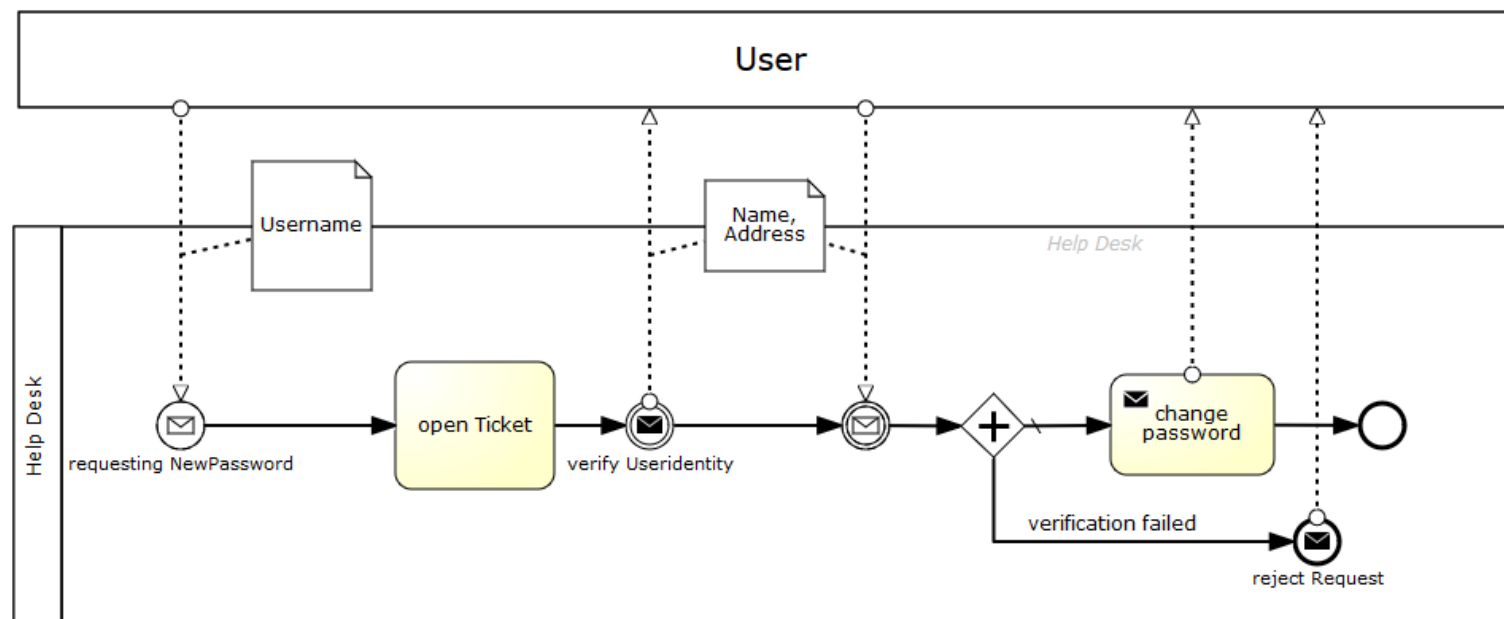 User
Username
Name,
Address
Help Desk
Help Desk
open Ticket
change
password
requesting NewPassword
verify Useridentity
verification failed
reject Request